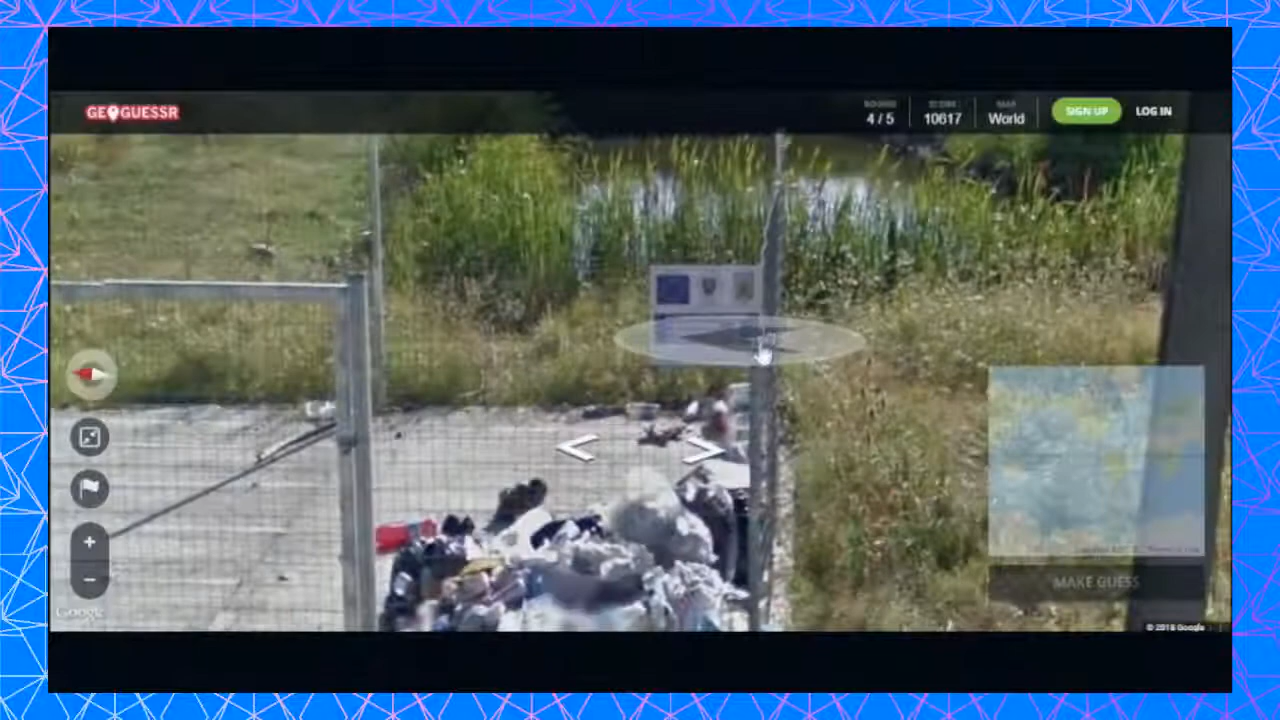 GEOGUESSR
ROUND
4 / 5
SCORE
10617
MAP
World
SIGN UP
LOG IN
MAKE GUESS
Google
© 2018 Google